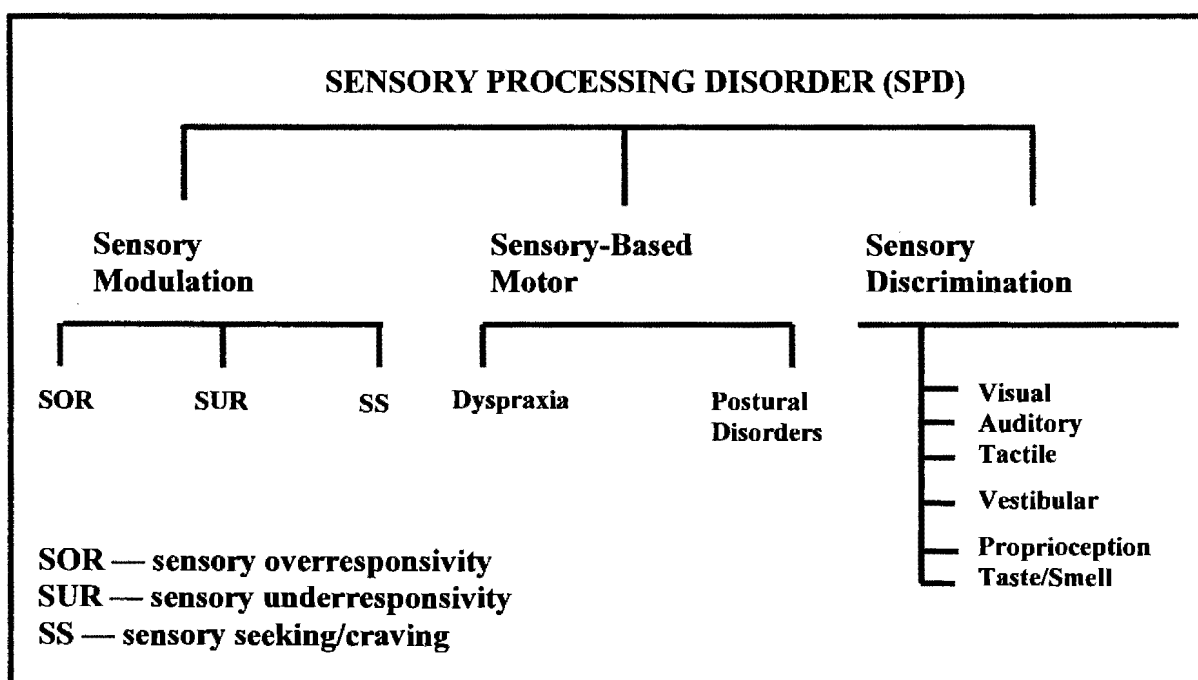 SENSORY PROCESSING DISORDER (SPD)
Sensory
Modulation
Sensory-Based
Motor
Sensory
Discrimination
SOR
SUR
SS
Dyspraxia
Postural
Disorders
Visual
Auditory
Tactile
Vestibular
Proprioception
Taste/Smell
SOR — sensory overresponsivity
SUR — sensory underresponsivity
SS — sensory seeking/craving